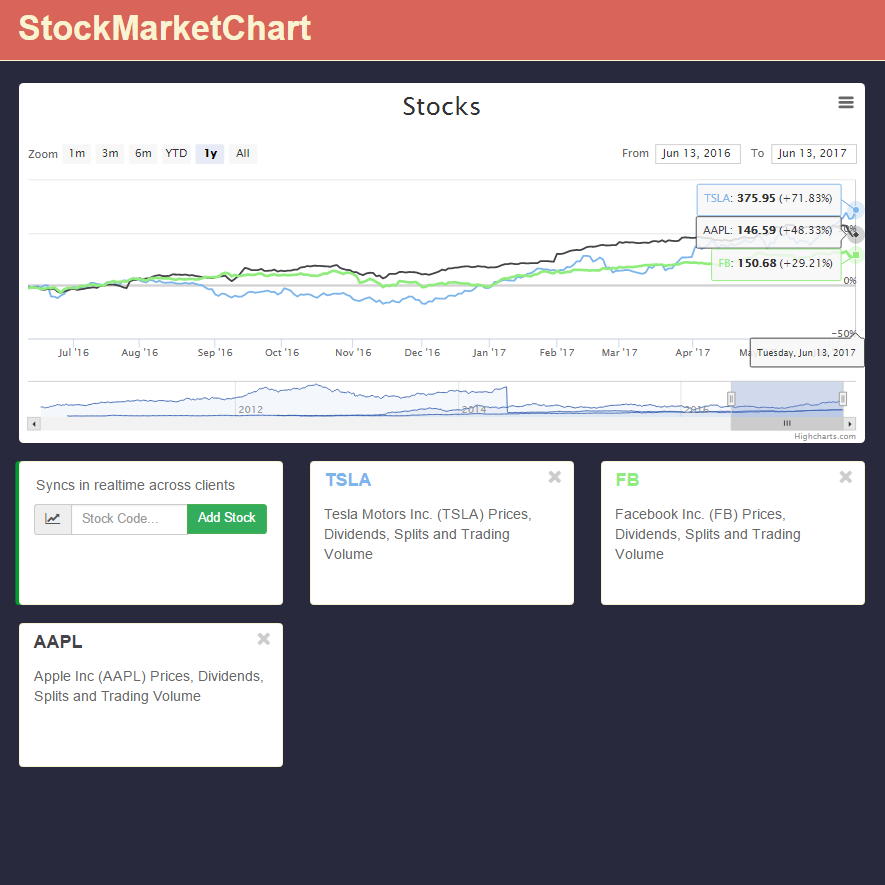 StockMarketChart
Stocks
Zoom 1m 3m 6m YTD 1y All From Jun 13, 2016 To Jun 13, 2017
TSLA: 375.95 (+71.83%)
AAPL: 146.59 (+48.33%)
FB: 150.68 (+29.21%)
0%
−50%
Jul '16 Aug '16 Sep '16 Oct '16 Nov '16 Dec '16 Jan '17 Feb '17 Mar '17 Apr '17 Tuesday, Jun 13, 2017
2012 2014 2016
Highcharts.com
Syncs in realtime across clients
Stock Code... Add Stock
TSLA
Tesla Motors Inc. (TSLA) Prices,
Dividends, Splits and Trading
Volume
FB
Facebook Inc. (FB) Prices,
Dividends, Splits and Trading
Volume
AAPL
Apple Inc (AAPL) Prices, Dividends,
Splits and Trading Volume